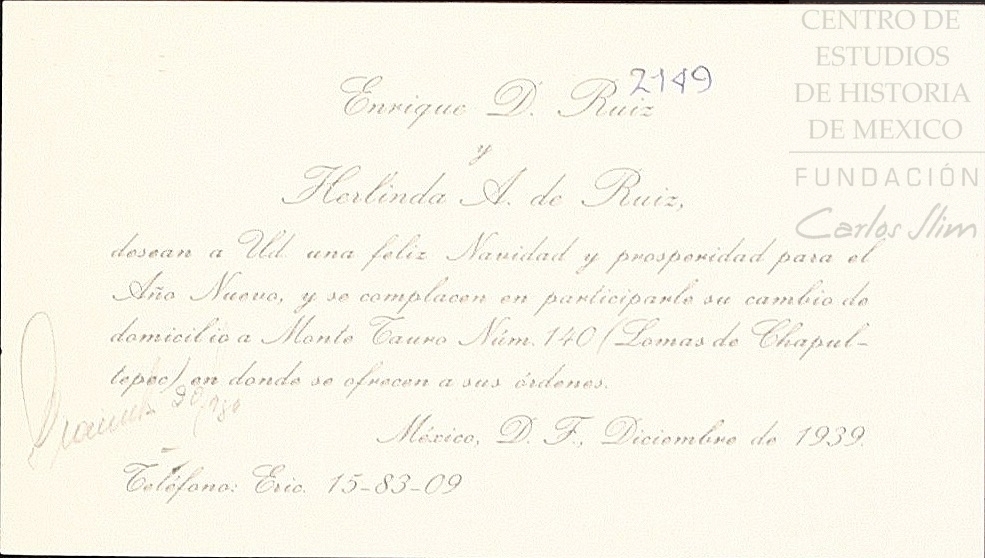 CENTRO DE
ESTUDIOS
DE HISTORIA
DE MEXICO
FUNDACIÓN
Carlos Slim
2149
Enrique D. Ruiz
y
Herlinda A. de Ruiz,
desean a Ud. una feliz Navidad y prosperidad para el
Año Nuevo, y se complacen en participarle su cambio de
domicilio a Monte Tauro Núm. 140 (Lomas de Chapul-
tepec) en donde se ofrecen a sus órdenes.
México, D. F., Diciembre de 1939.
Teléfono: Eric. 15-83-09